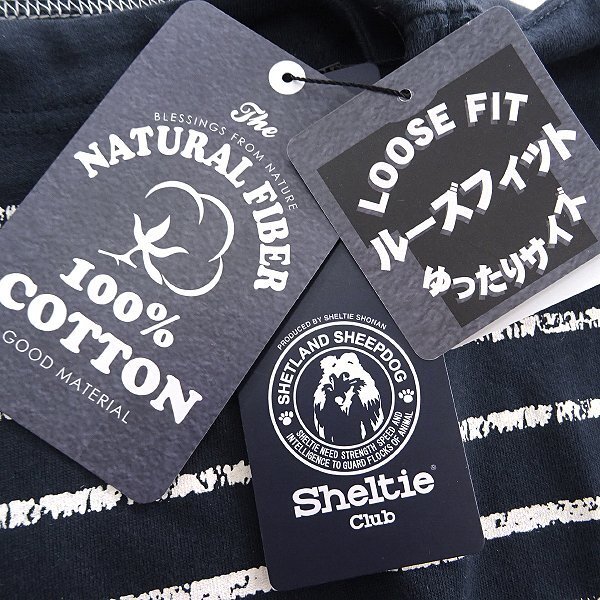 The
BLESSINGS FROM NATURE
NATURAL FIBER
100%
COTTON
GOOD MATERIAL
LOOSE FIT
ルーズフィット
ゆったりサイズ
PRODUCED BY SHELTIE SHOHAN
SHETLAND SHEEPDOG
SHELTIE NEED STRENGTH SPEED AND
INTELLIGENCE TO GUARD FLOCKS OF ANIMAL
Sheltie®
Club